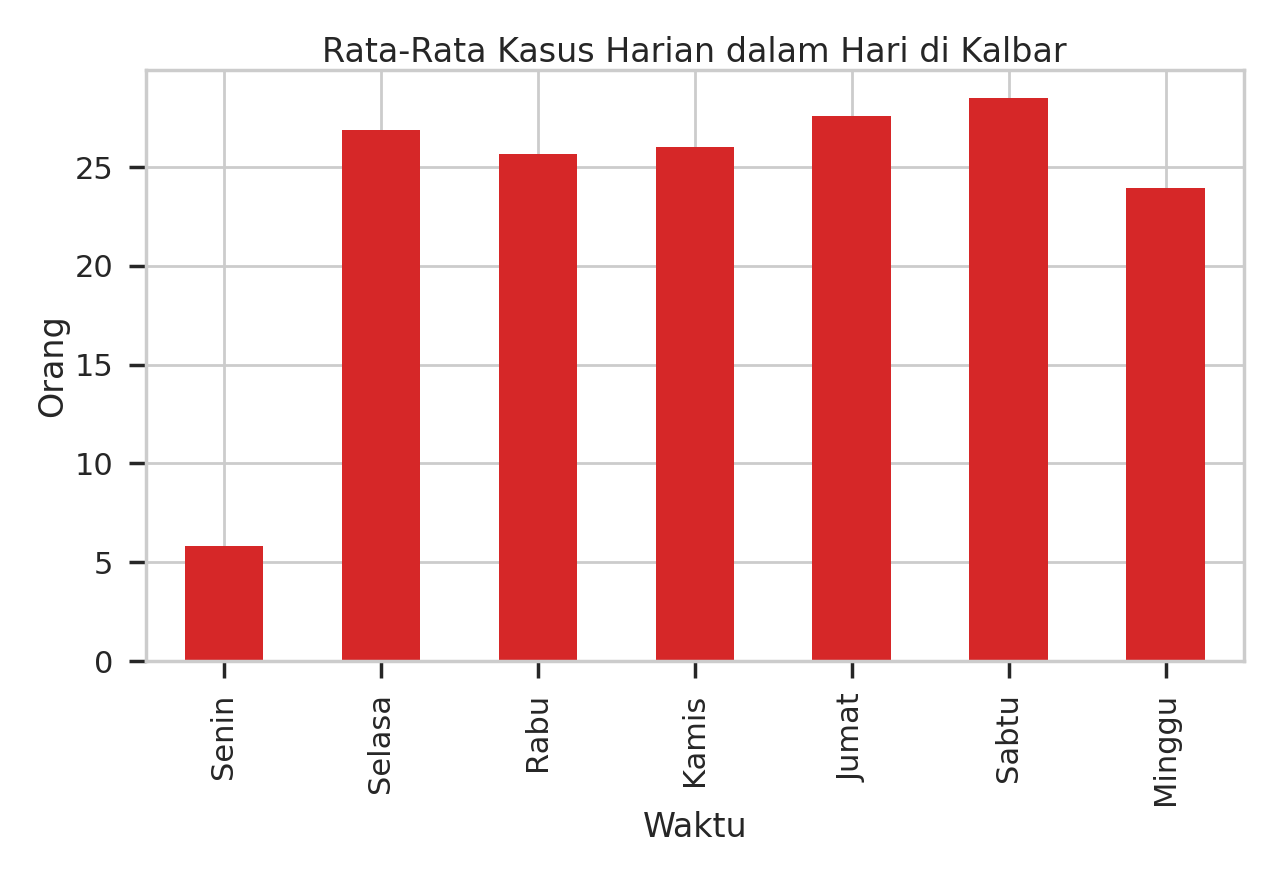 Rata-Rata Kasus Harian dalam Hari di Kalbar
Orang
25
20
15
10
5
0
Senin
Selasa
Rabu
Kamis
Jumat
Sabtu
Minggu
Waktu